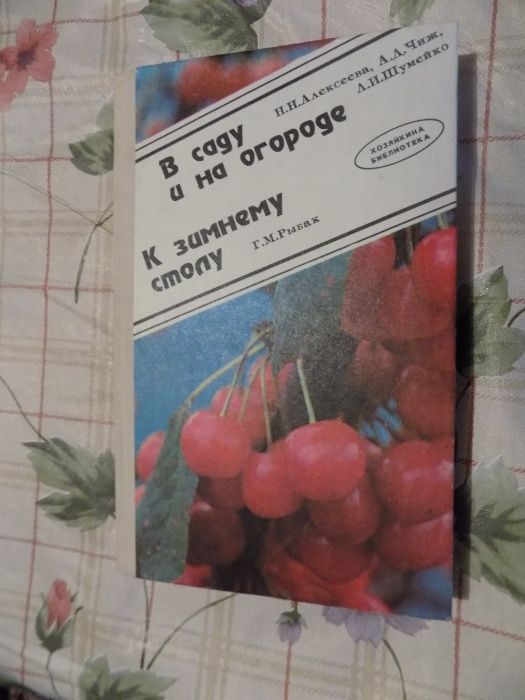 П.Н.Алексеева, А.А.Чиж,
Л.И.Шумейко
В саду
и на огороде
ХОЗЯЙКИНА
БИБЛИОТЕКА
К зимнему
столу
Г.М.Рыбак